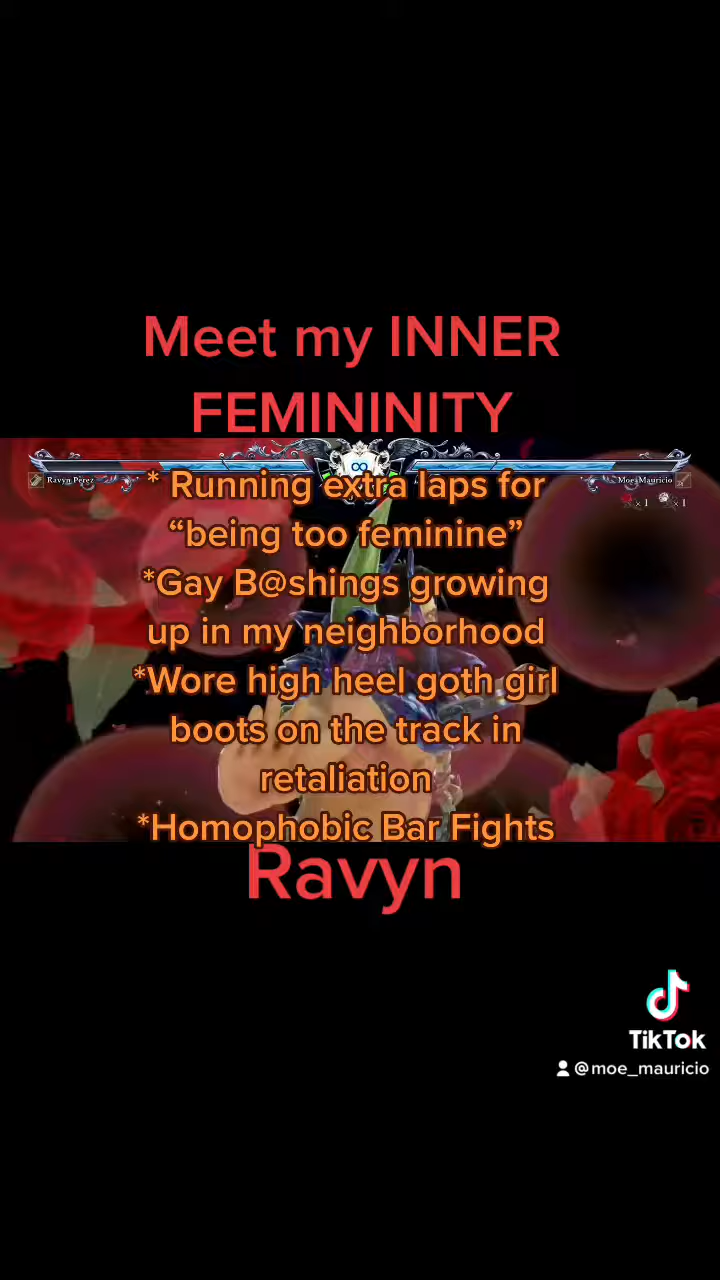 Meet my INNER
FEMININITY
∞
Ravyn Perez
Moe Mauricio
x 1 x 1
* Running extra laps for
“being too feminine”
*Gay B@shings growing
up in my neighborhood
*Wore high heel goth girl
boots on the track in
retaliation
*Homophobic Bar Fights
Ravyn
TikTok
@moe_mauricio